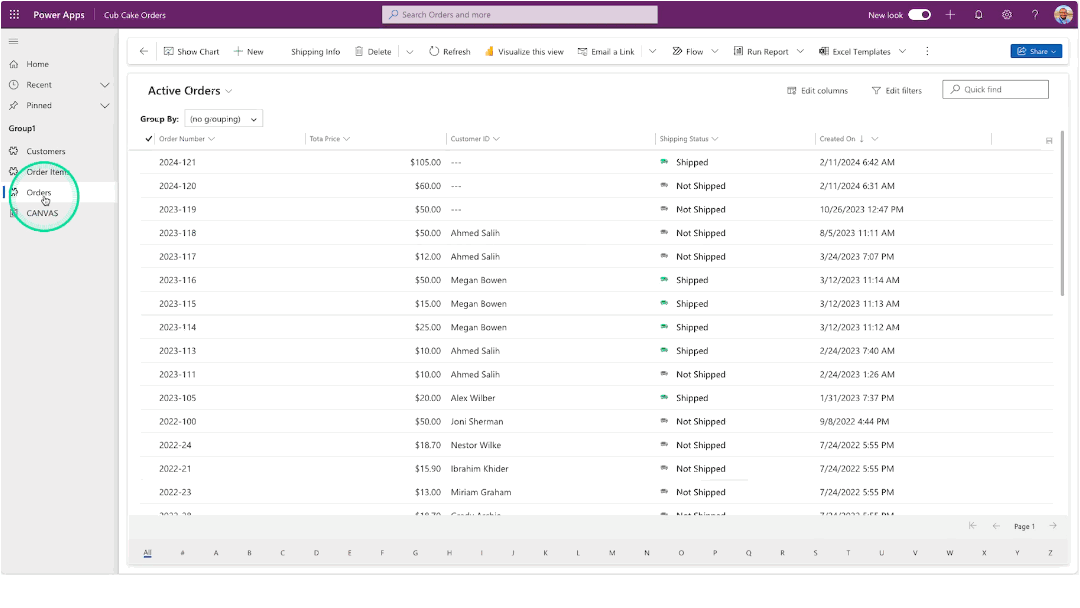 Power Apps Cub Cake Orders Search Orders and more New look
Show Chart New Shipping Info Delete Refresh Visualize this view Email a Link Flow Run Report Excel Templates Share
Home
Recent
Pinned
Group1
Customers
Order Item
Orders
CANVAS
Active Orders Edit columns Edit filters Quick find
Group By: (no grouping)
Order Number Tota Price Customer ID Shipping Status Created On
2024-121 $105.00 --- Shipped 2/11/2024 6:42 AM
2024-120 $60.00 --- Not Shipped 2/11/2024 6:31 AM
2023-119 $50.00 --- Not Shipped 10/26/2023 12:47 PM
2023-118 $50.00 Ahmed Salih Not Shipped 8/5/2023 11:11 AM
2023-117 $12.00 Ahmed Salih Not Shipped 3/24/2023 7:07 PM
2023-116 $50.00 Megan Bowen Shipped 3/12/2023 11:14 AM
2023-115 $15.00 Megan Bowen Shipped 3/12/2023 11:13 AM
2023-114 $25.00 Megan Bowen Shipped 3/12/2023 11:12 AM
2023-113 $10.00 Ahmed Salih Shipped 2/24/2023 7:40 AM
2023-111 $10.00 Ahmed Salih Not Shipped 2/24/2023 1:26 AM
2023-105 $20.00 Alex Wilber Shipped 1/31/2023 7:37 PM
2022-100 $50.00 Joni Sherman Not Shipped 9/8/2022 4:44 PM
2022-24 $18.70 Nestor Wilke Not Shipped 7/24/2022 5:55 PM
2022-21 $15.90 Ibrahim Khider Not Shipped 7/24/2022 5:55 PM
2022-23 $13.00 Miriam Graham Not Shipped 7/24/2022 5:55 PM
Page 1
All # A B C D E F G H I J K L M N O P Q R S T U V W X Y Z